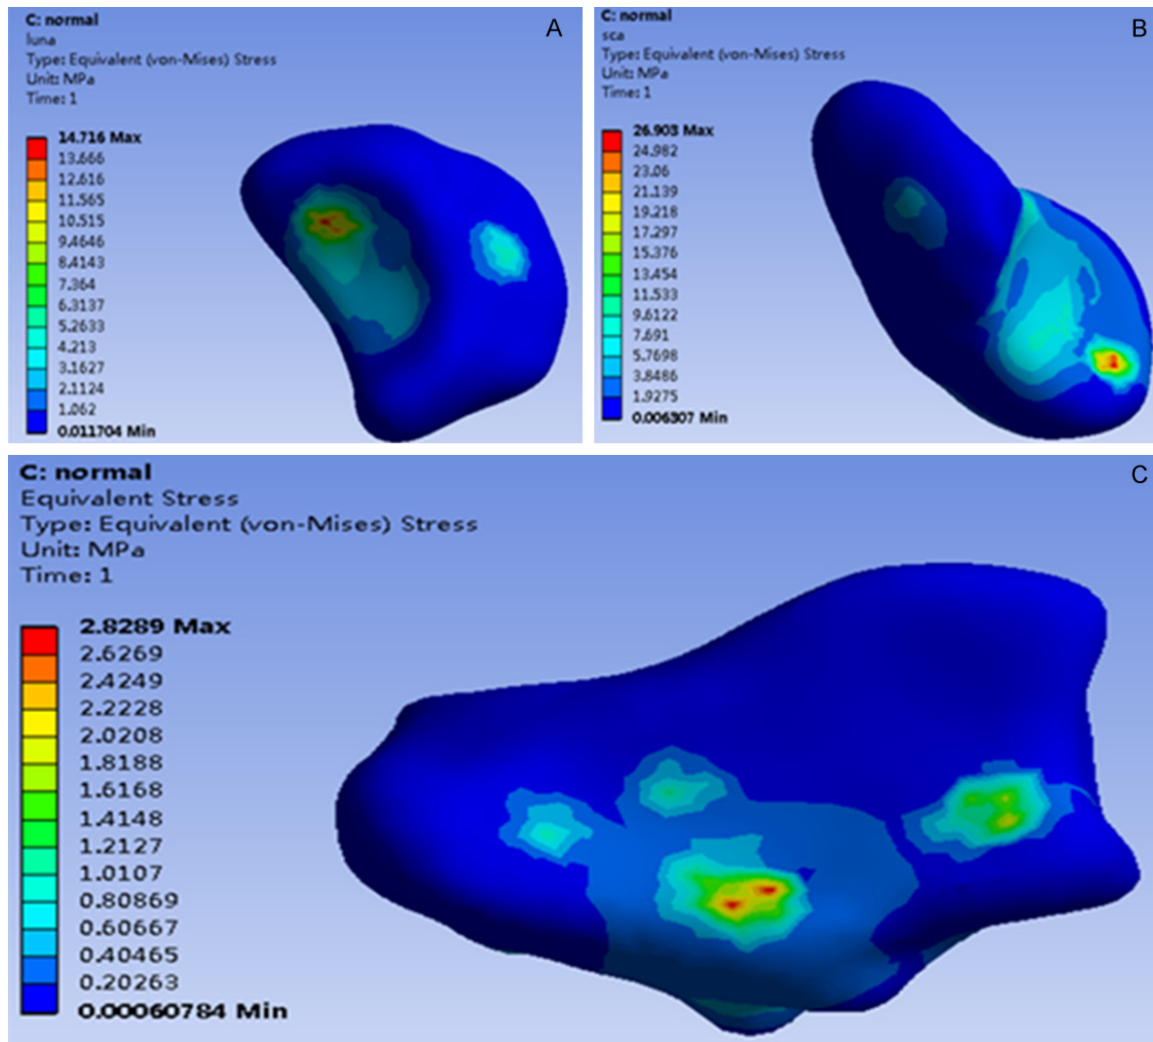 C: normal
luna
Type: Equivalent (von-Mises) Stress
Unit: MPa
Time: 1
14.716 Max
13.666
12.616
11.565
10.515
9.4646
8.4143
7.364
6.3137
5.2633
4.213
3.1627
2.1124
1.062
0.011704 Min
A
C: normal
sca
Type: Equivalent (von-Mises) Stress
Unit: MPa
Time: 1
26.903 Max
24.982
23.06
21.139
19.218
17.297
15.376
13.454
11.533
9.6122
7.691
5.7698
3.8486
1.9275
0.006307 Min
B
C: normal
Equivalent Stress
Type: Equivalent (von-Mises) Stress
Unit: MPa
Time: 1
2.8289 Max
2.6269
2.4249
2.2228
2.0208
1.8188
1.6168
1.4148
1.2127
1.0107
0.80869
0.60667
0.40465
0.20263
0.00060784 Min
C